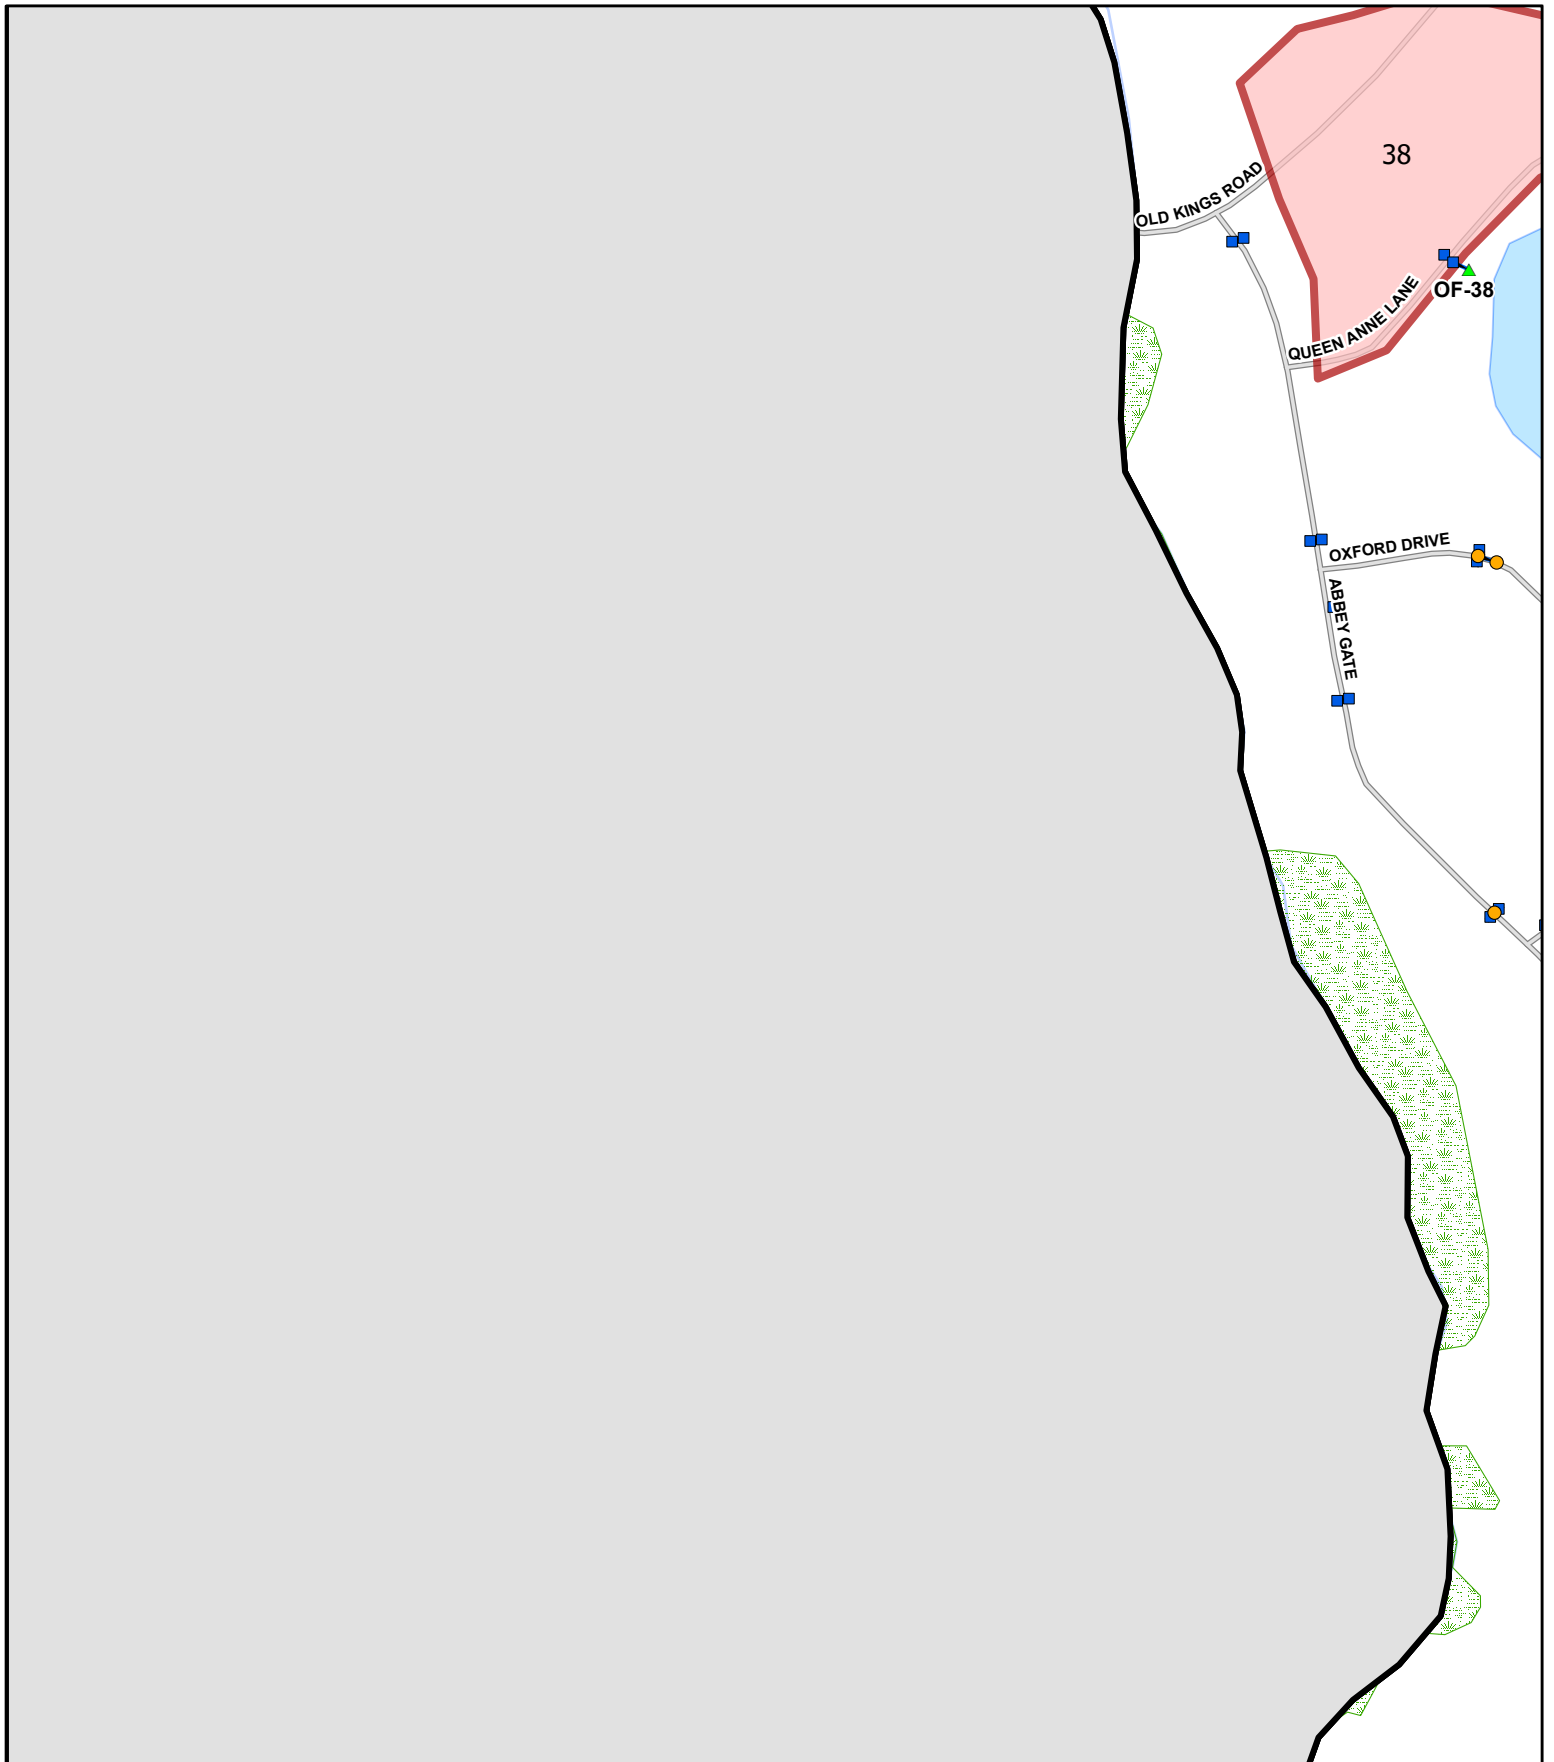 38
OLD KINGS ROAD
OF-38
QUEEN ANNE LANE
OXFORD DRIVE
ABBEY GATE